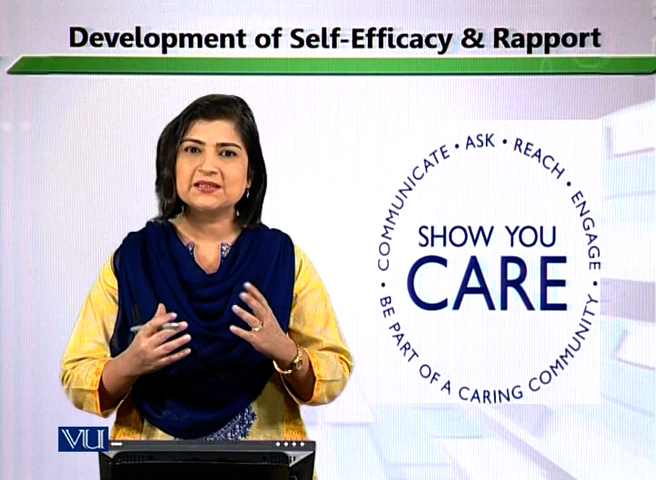 Development of Self-Efficacy & Rapport
• COMMUNICATE • ASK • REACH • ENGAGE •
SHOW YOU
CARE
BE PART OF A CARING COMMUNITY
VU